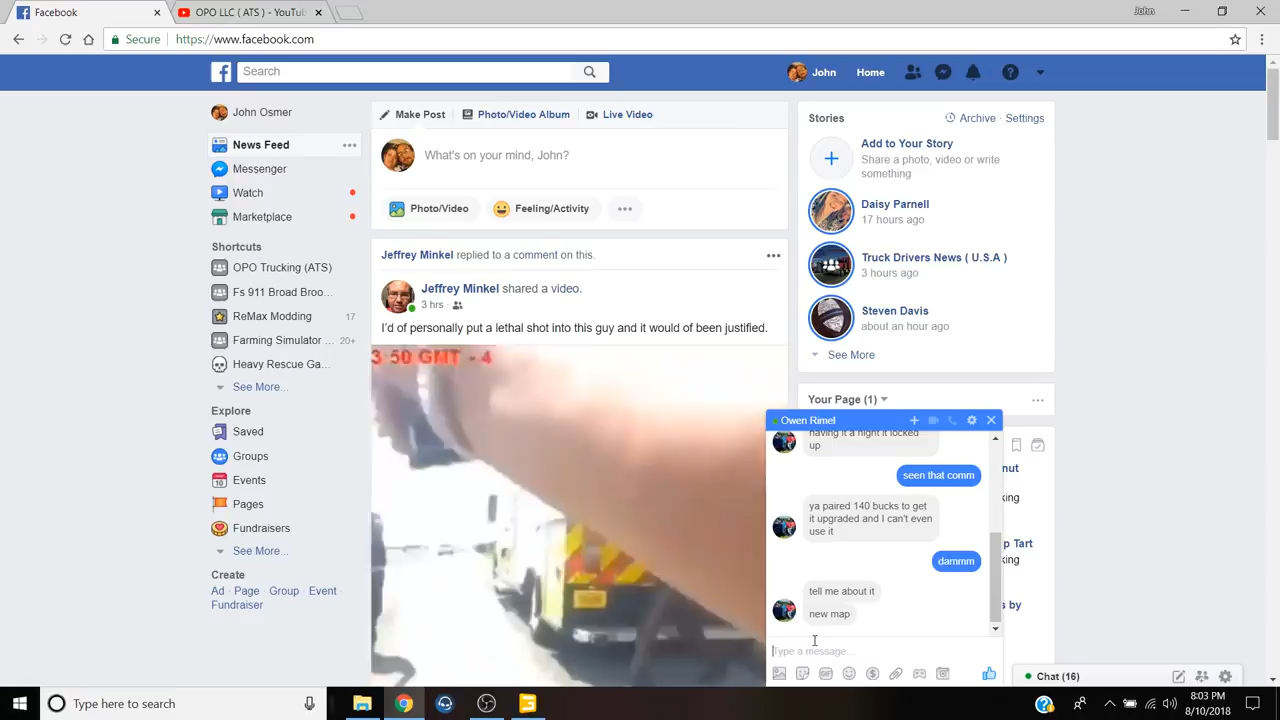 Facebook
OPO LLC ( ATS ) - YouTu
John
Secure https://www.facebook.com
Search
John Home
John Osmer
News Feed
Messenger
Watch
Marketplace
Shortcuts
OPO Trucking (ATS)
Fs 911 Broad Broo...
ReMax Modding 17
Farming Simulator ... 20+
Heavy Rescue Ga...
See More...
Explore
Saved
Groups
Events
Pages
Fundraisers
See More...
Create
Ad · Page · Group · Event ·
Fundraiser
Make Post Photo/Video Album Live Video
What's on your mind, John?
Photo/Video Feeling/Activity
Jeffrey Minkel replied to a comment on this.
Jeffrey Minkel shared a video.
3 hrs ·
I'd of personally put a lethal shot into this guy and it would of been justified.
3 50 GMT - 4
Stories Archive · Settings
Add to Your Story
Share a photo, video or write
something
Daisy Parnell
17 hours ago
Truck Drivers News ( U.S.A )
3 hours ago
Steven Davis
about an hour ago
See More
Your Page (1)
nut
king
p Tart
king
s by
Owen Rimel
having it a night it locked
up
seen that comm
ya paired 140 bucks to get
it upgraded and I can't even
use it
dammm
tell me about it
new map
Type a message...
Chat (16)
Type here to search
8:03 PM
8/10/2018